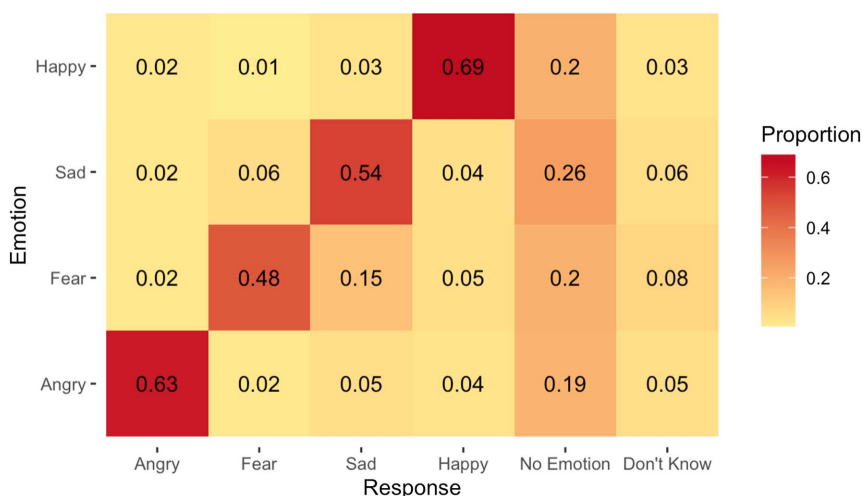 Happy
0.02 0.01 0.03 0.69 0.2 0.03
Sad
0.02 0.06 0.54 0.04 0.26 0.06
Fear
0.02 0.48 0.15 0.05 0.2 0.08
Angry
0.63 0.02 0.05 0.04 0.19 0.05
Emotion
Angry Fear Sad Happy No Emotion Don't Know
Response
Proportion
0.6
0.4
0.2